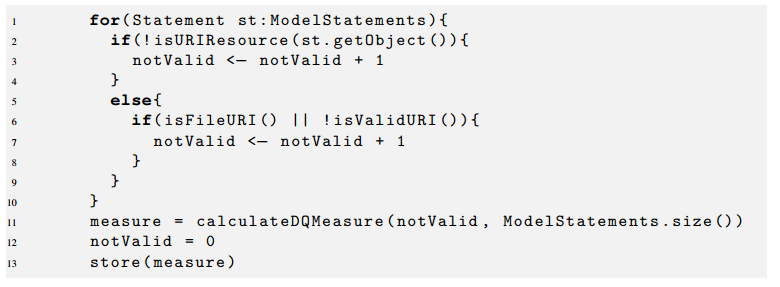 1 for(Statement st:ModelStatements){
2 if(!isURIResource(st.getObject()){
3 notValid <— notValid + 1
4 }
5 else{
6 if(isFileURI() || !isValidURI()){
7 notValid <— notValid + 1
8 }
9 }
10 }
11 measure = calculateDQMeasure(notValid, ModelStatements.size())
12 notValid = 0
13 store(measure)